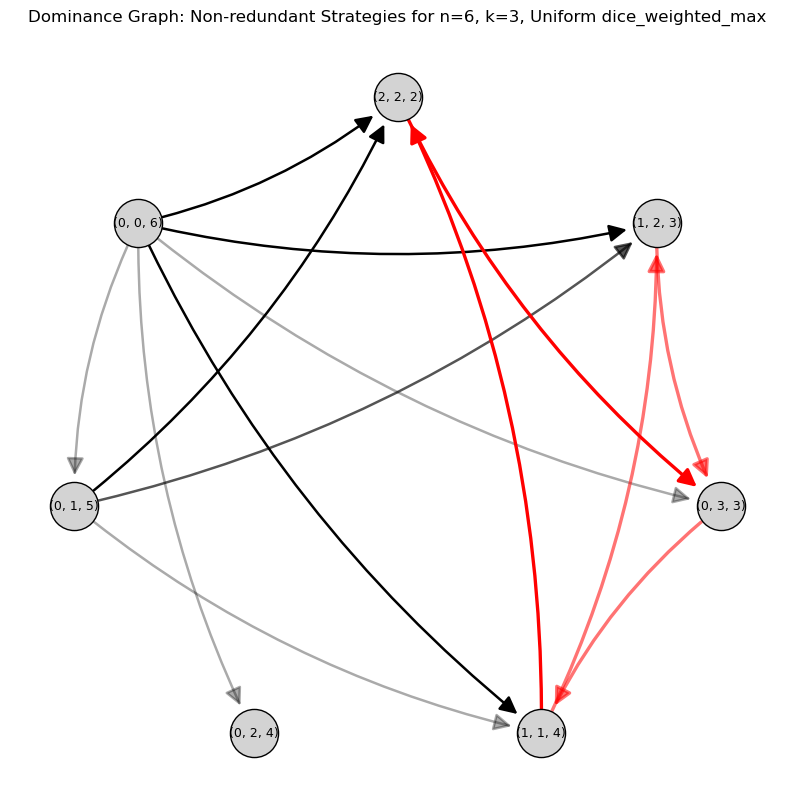 Dominance Graph: Non-redundant Strategies for n=6, k=3, Uniform dice_weighted_max
(2, 2, 2)
(0, 0, 6)
(1, 2, 3)
(0, 1, 5)
(0, 3, 3)
(0, 2, 4)
(1, 1, 4)